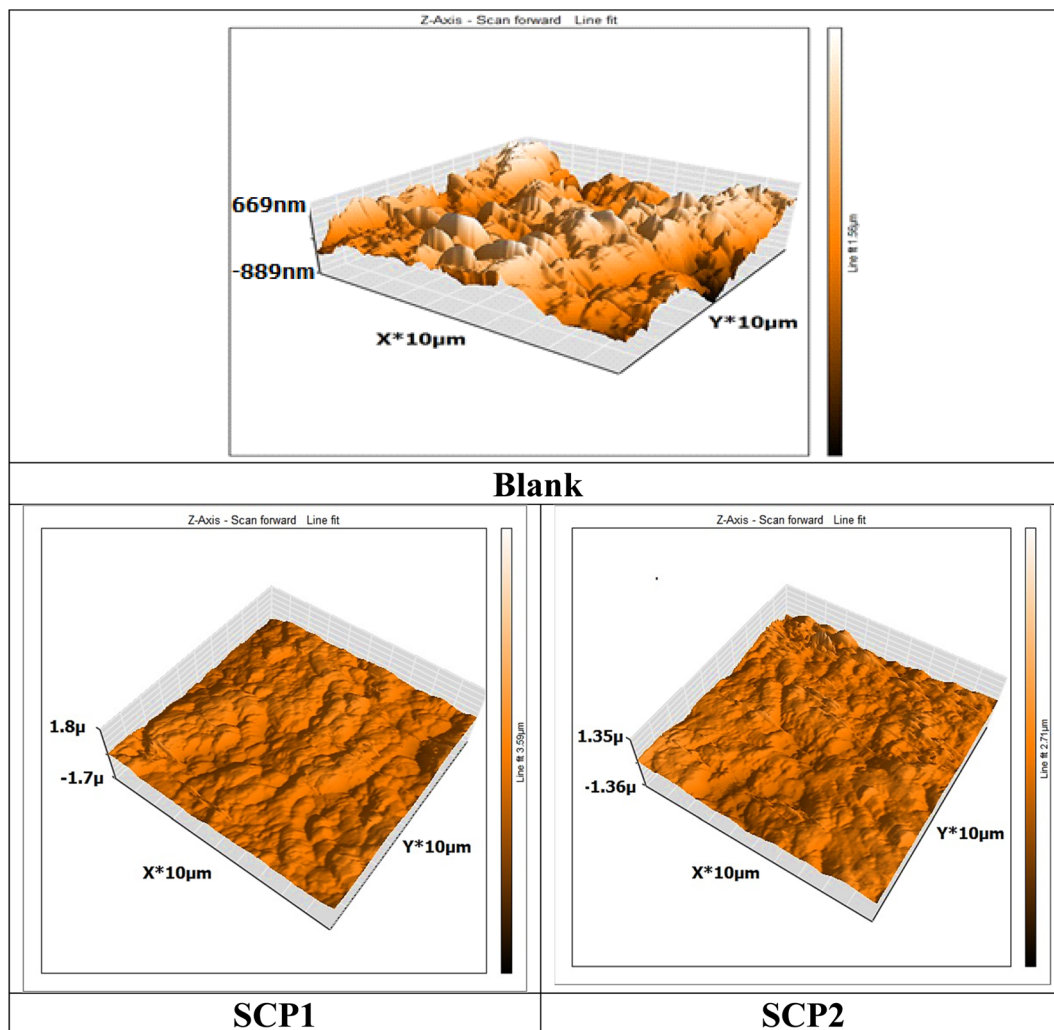 Z-Axis - Scan forward Line fit
669nm
-889nm
X*10µm
Y*10µm
Line fit 1.56µm
Blank
Z-Axis - Scan forward Line fit
1.8µ
-1.7µ
X*10µm
Y*10µm
Line fit 3.59µm
SCP1
Z-Axis - Scan forward Line fit
1.35µ
-1.36µ
X*10µm
Y*10µm
Line fit 2.71µm
SCP2